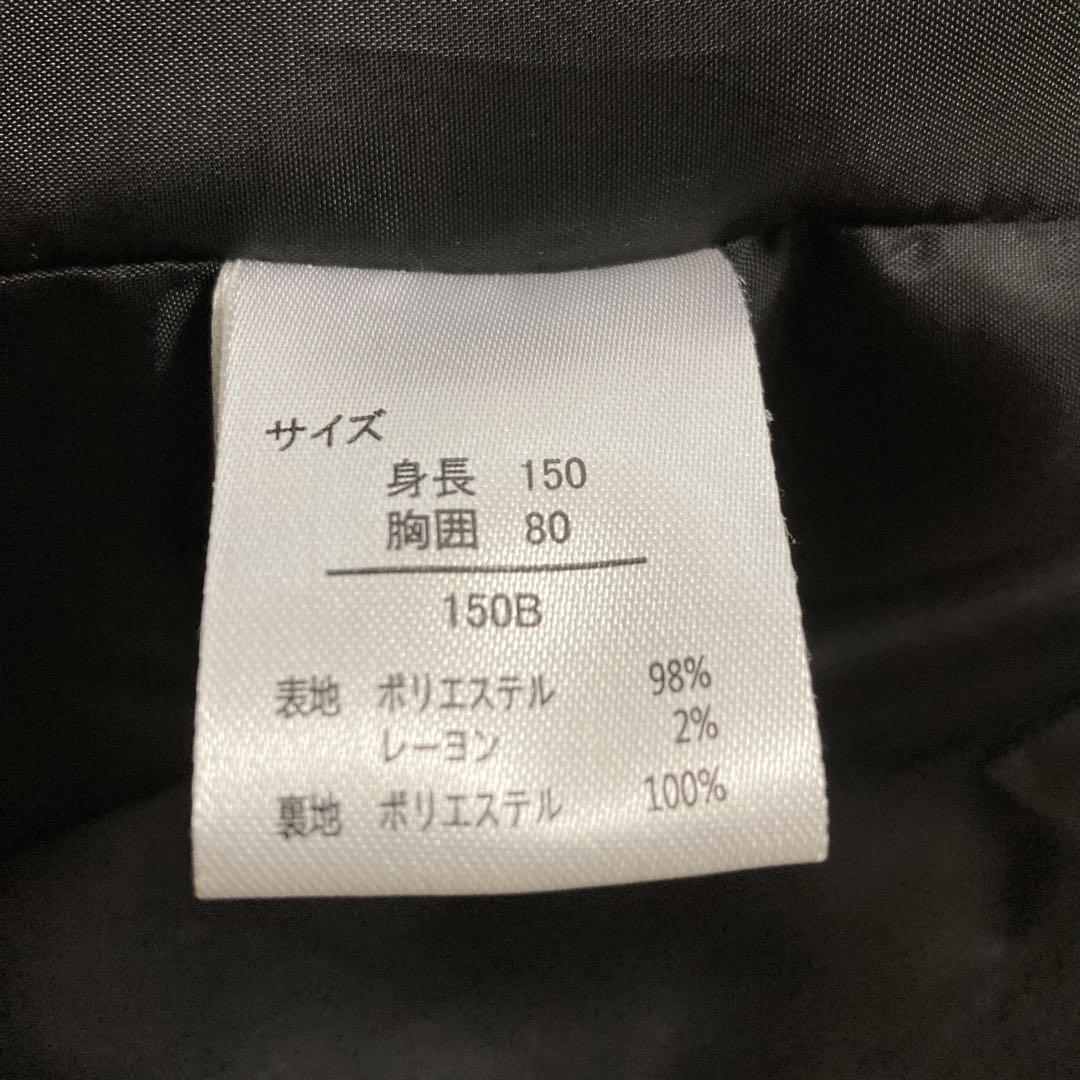 サイズ
身長 150
胸囲 80
150B
表地 ポリエステル 98%
レーヨン 2%
裏地 ポリエステル 100%